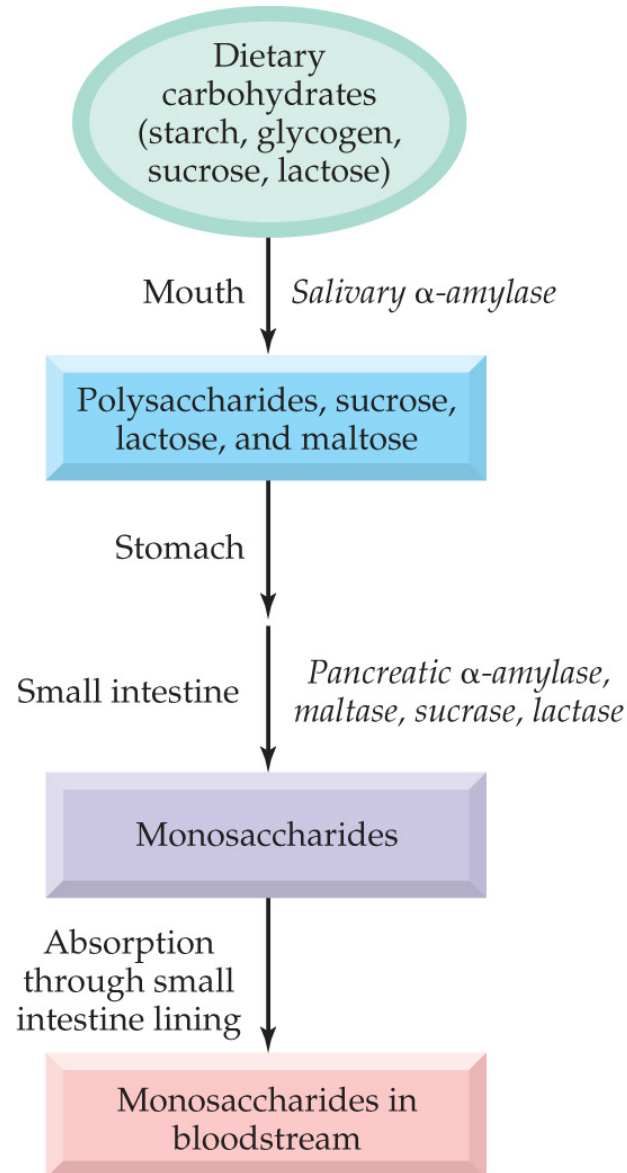 Dietary
carbohydrates
(starch, glycogen,
sucrose, lactose)
Mouth
Salivary α-amylase
Polysaccharides, sucrose,
lactose, and maltose
Stomach
Small intestine
Pancreatic α-amylase,
maltase, sucrase, lactase
Monosaccharides
Absorption
through small
intestine lining
Monosaccharides in
bloodstream